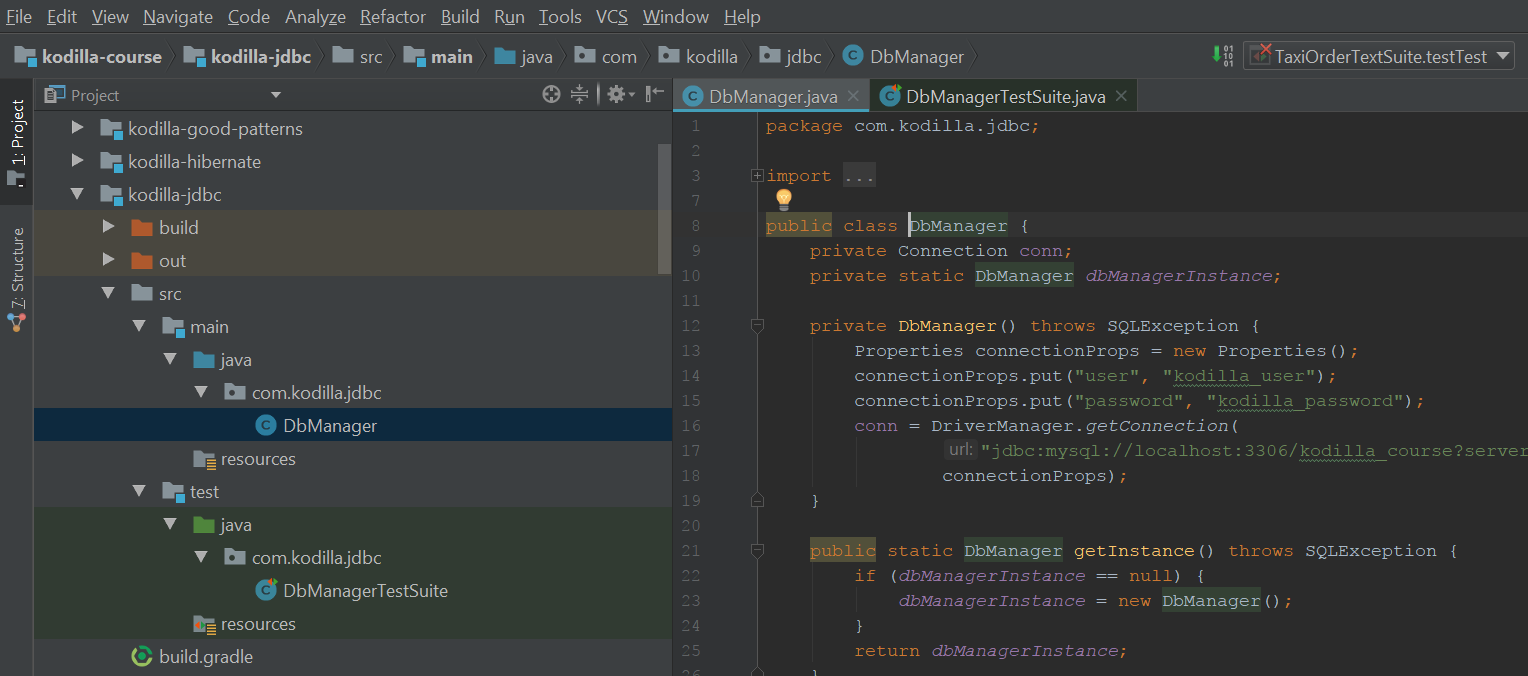 File Edit View Navigate Code Analyze Refactor Build Run Tools VCS Window Help
kodilla-course kodilla-jdbc src main java com kodilla jdbc DbManager TaxiOrderTextSuite.testTest
1: Project
7: Structure
Project
kodilla-good-patterns
kodilla-hibernate
kodilla-jdbc
build
out
src
main
java
com.kodilla.jdbc
DbManager
resources
test
java
com.kodilla.jdbc
DbManagerTestSuite
resources
build.gradle
DbManager.java DbManagerTestSuite.java
1 package com.kodilla.jdbc;
2
3 import ...
7
8 public class DbManager {
9 private Connection conn;
10 private static DbManager dbManagerInstance;
11
12 private DbManager() throws SQLException {
13 Properties connectionProps = new Properties();
14 connectionProps.put("user", "kodilla_user");
15 connectionProps.put("password", "kodilla_password");
16 conn = DriverManager.getConnection(
17 url: "jdbc:mysql://localhost:3306/kodilla_course?server
18 connectionProps);
19 }
20
21 public static DbManager getInstance() throws SQLException {
22 if (dbManagerInstance == null) {
23 dbManagerInstance = new DbManager();
24 }
25 return dbManagerInstance;